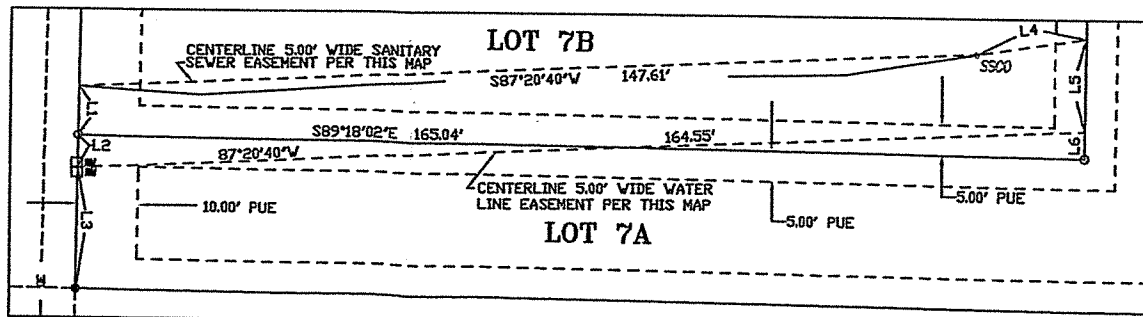 LOT 7B
L4
CENTERLINE 5.00' WIDE SANITARY
SEWER EASEMENT PER THIS MAP
SSCO
S87°20'40"W 147.61'
L5
L1
S89°18'02"E 165.04'
164.55'
L2
87°20'40"W
L6
CENTERLINE 5.00' WIDE WATER
LINE EASEMENT PER THIS MAP
5.00' PUE
10.00' PUE
5.00' PUE
L3
LOT 7A